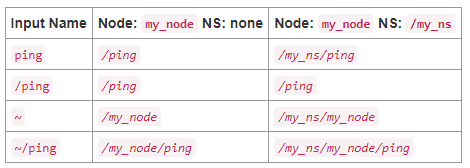 Input Name Node: my_node NS: none Node: my_node NS: /my_ns
ping /ping /my_ns/ping
/ping /ping /ping
~ /my_node /my_ns/my_node
~/ping /my_node/ping /my_ns/my_node/ping